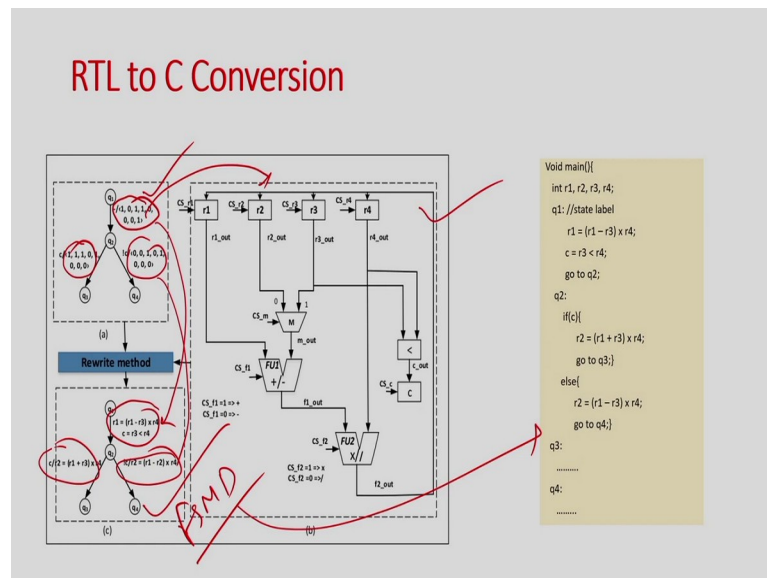 RTL to C Conversion
q₁
-/‹1, 0, 1, 1, 0,
0, 0, 1›
q₂
c/‹1, 1, 1, 0, 1,
0, 0, 0›
!c/‹0, 0, 1, 0, 1,
0, 0, 0›
q₃
q₄
(a)
Rewrite method
r1 = (r1 - r3) x r4
c = r3 < r4
q₂
c/r2 = (r1 + r3) x r4
!c/r2 = (r1 - r2) x r4
q₃
q₄
(c)
CS_r1
r1
CS_r2
r2
CS_r3
r3
CS_r4
r4
r1_out
r2_out
r3_out
r4_out
0
1
CS_m
M
m_out
<
c_out
CS_c
C
CS_f1
FU1
+/-
CS_f1 =1 => +
CS_f1 =0 => -
f1_out
CS_f2
FU2
X//
CS_f2 =1 => x
CS_f2 =0 =>/
f2_out
(b)
FSMD
Void main(){
int r1, r2, r3, r4;
q1: //state label
r1 = (r1 – r3) x r4;
c = r3 < r4;
go to q2;
q2:
if(c){
r2 = (r1 + r3) x r4;
go to q3;}
else{
r2 = (r1 – r3) x r4;
go to q4;}
q3:
..........
q4:
.........